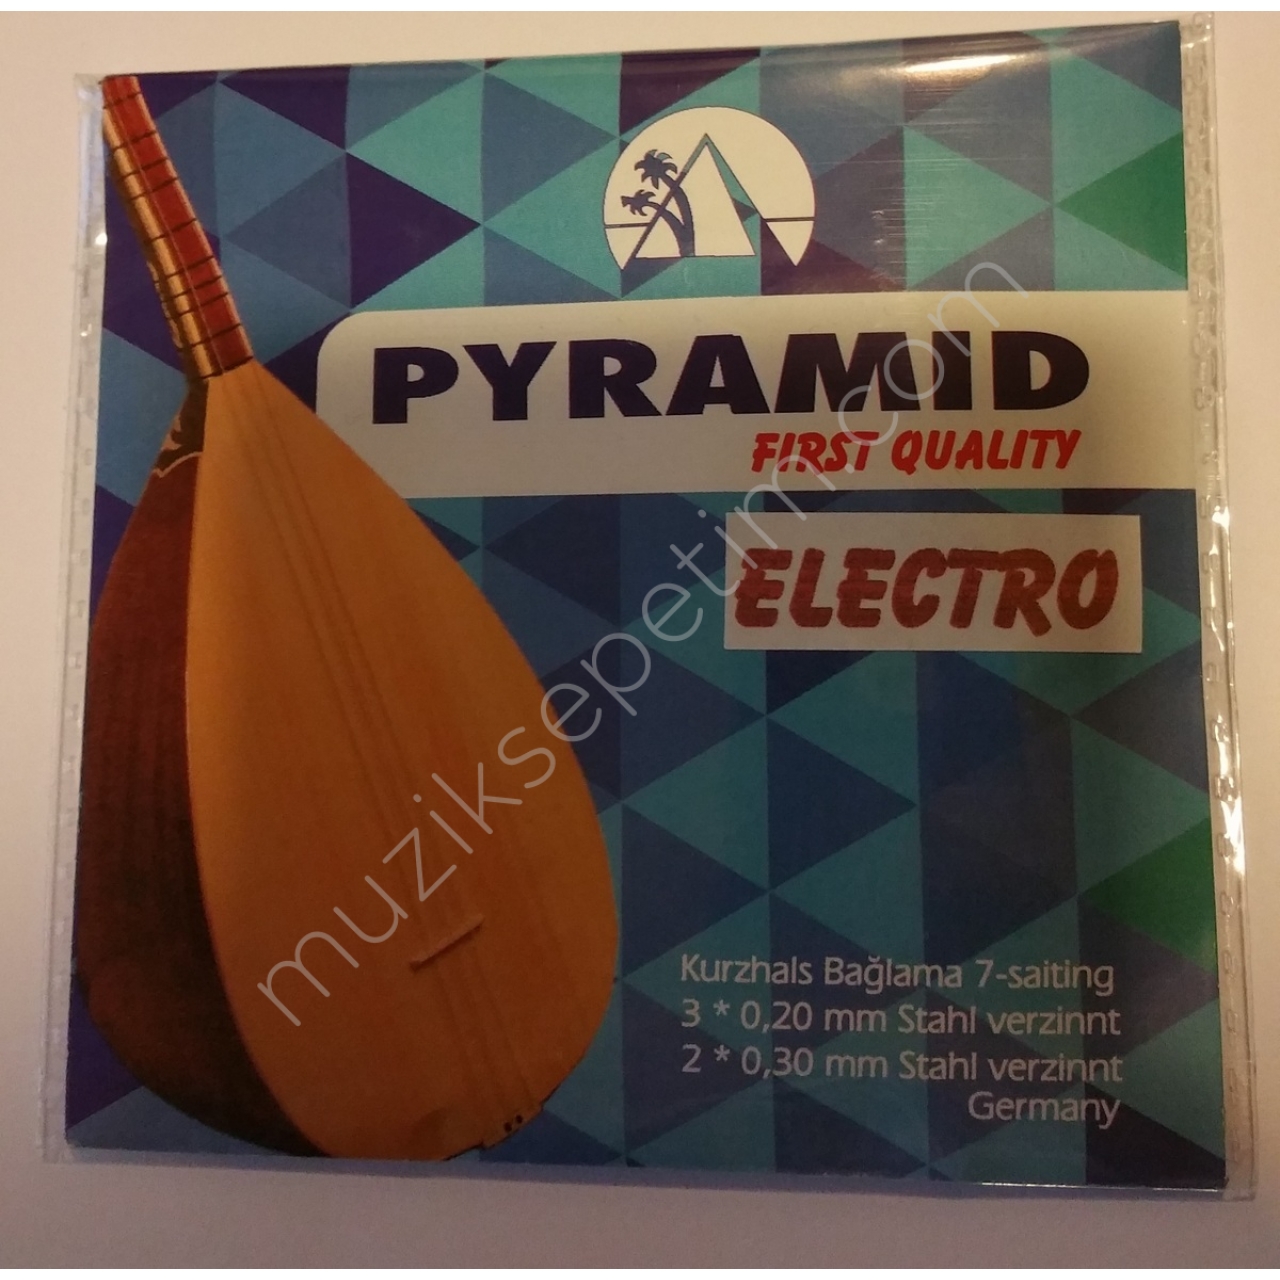 PYRAMID
FIRST QUALITY
ELECTRO
muziksepetim.com
Kurzhals Bağlama 7-saiting
3 * 0,20 mm Stahl verzinnt
2 * 0,30 mm Stahl verzinnt
Germany